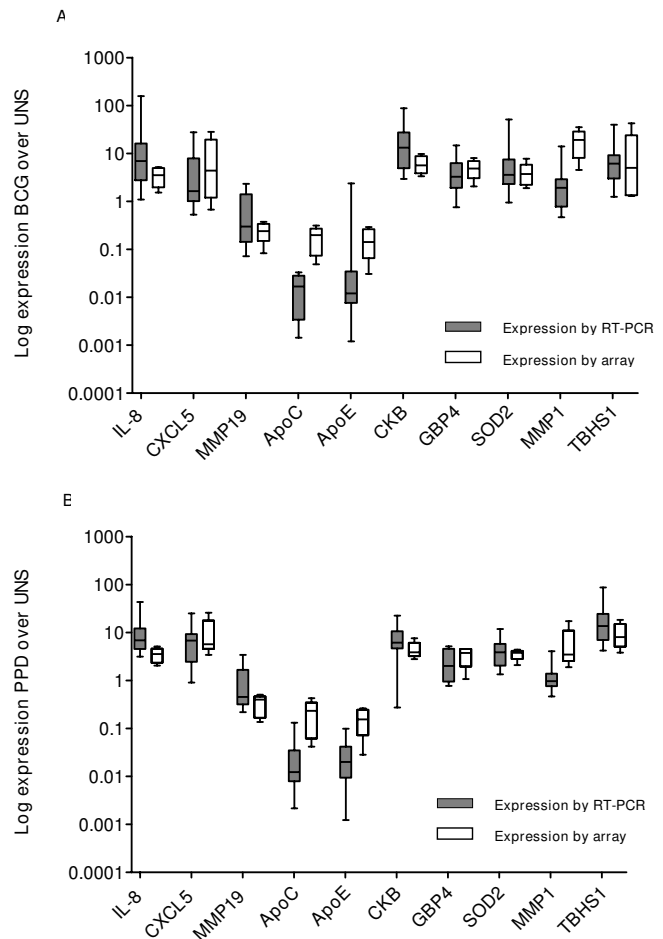 A
Log expression BCG over UNS
1000
100
10
1
0.1
0.01
0.001
0.0001
Expression by RT-PCR
Expression by array
IL-8
CXCL5
MMP19
ApoC
ApoE
CKB
GBP4
SOD2
MMP1
TBHS1
B
Log expression PPD over UNS
1000
100
10
1
0.1
0.01
0.001
0.0001
Expression by RT-PCR
Expression by array
IL-8
CXCL5
MMP19
ApoC
ApoE
CKB
GBP4
SOD2
MMP1
TBHS1